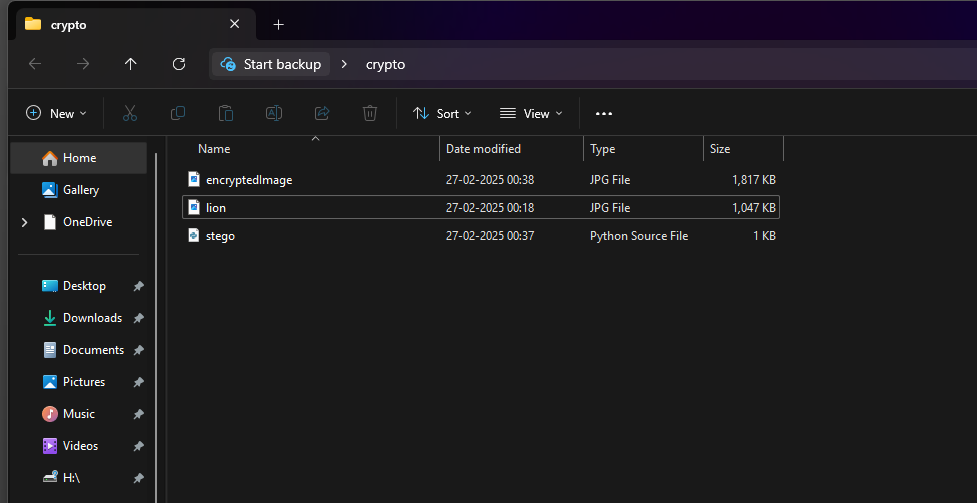 crypto
Start backup
crypto
New
Sort
View
Name Date modified Type Size
Home
Gallery
OneDrive
Desktop
Downloads
Documents
Pictures
Music
Videos
H:\
encryptedImage 27-02-2025 00:38 JPG File 1,817 KB
lion 27-02-2025 00:18 JPG File 1,047 KB
stego 27-02-2025 00:37 Python Source File 1 KB